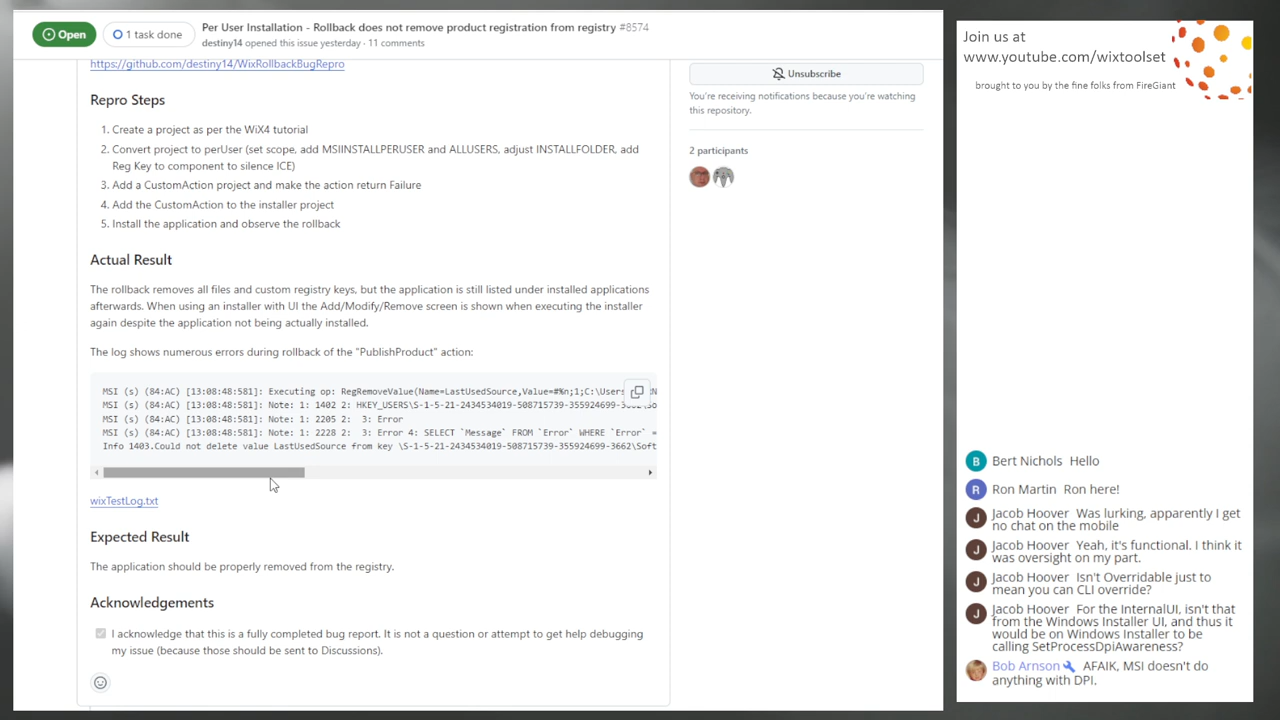 Open
1 task done
Per User Installation - Rollback does not remove product registration from registry #8574
destiny14 opened this issue yesterday · 11 comments
https://github.com/destiny14/WixRollbackBugRepro
Repro Steps
1. Create a project as per the WiX4 tutorial
2. Convert project to perUser (set scope, add MSIINSTALLPERUSER and ALLUSERS, adjust INSTALLFOLDER, add
Reg Key to component to silence ICE)
3. Add a CustomAction project and make the action return Failure
4. Add the CustomAction to the installer project
5. Install the application and observe the rollback
Actual Result
The rollback removes all files and custom registry keys, but the application is still listed under installed applications
afterwards. When using an installer with UI the Add/Modify/Remove screen is shown when executing the installer
again despite the application not being actually installed.
The log shows numerous errors during rollback of the "PublishProduct" action:
MSI (s) (84:AC) [13:08:48:581]: Executing op: RegRemoveValue(Name=LastUsedSource,Value=#%n;1;C:\Users
MSI (s) (84:AC) [13:08:48:581]: Note: 1: 1402 2: HKEY_USERS\S-1-5-21-2434534019-508715739-355924699-3662\So
MSI (s) (84:AC) [13:08:48:581]: Note: 1: 2205 2: 3: Error
MSI (s) (84:AC) [13:08:48:581]: Note: 1: 2228 2: 3: Error 4: SELECT `Message` FROM `Error` WHERE `Error` =
Info 1403.Could not delete value LastUsedSource from key \S-1-5-21-2434534019-508715739-355924699-3662\Soft
wixTestLog.txt
Expected Result
The application should be properly removed from the registry.
Acknowledgements
I acknowledge that this is a fully completed bug report. It is not a question or attempt to get help debugging
my issue (because those should be sent to Discussions).
Unsubscribe
You're receiving notifications because you're watching
this repository.
2 participants
Join us at
www.youtube.com/wixtoolset
brought to you by the fine folks from FireGiant
B Bert Nichols Hello
R Ron Martin Ron here!
J Jacob Hoover Was lurking, apparently I get
no chat on the mobile
J Jacob Hoover Yeah, it's functional. I think it
was oversight on my part.
J Jacob Hoover Isn't Overridable just to
mean you can CLI override?
J Jacob Hoover For the InternalUI, isn't that
from the Windows Installer UI, and thus it
would be on Windows Installer to be
calling SetProcessDpiAwareness?
Bob Arnson AFAIK, MSI doesn't do
anything with DPI.